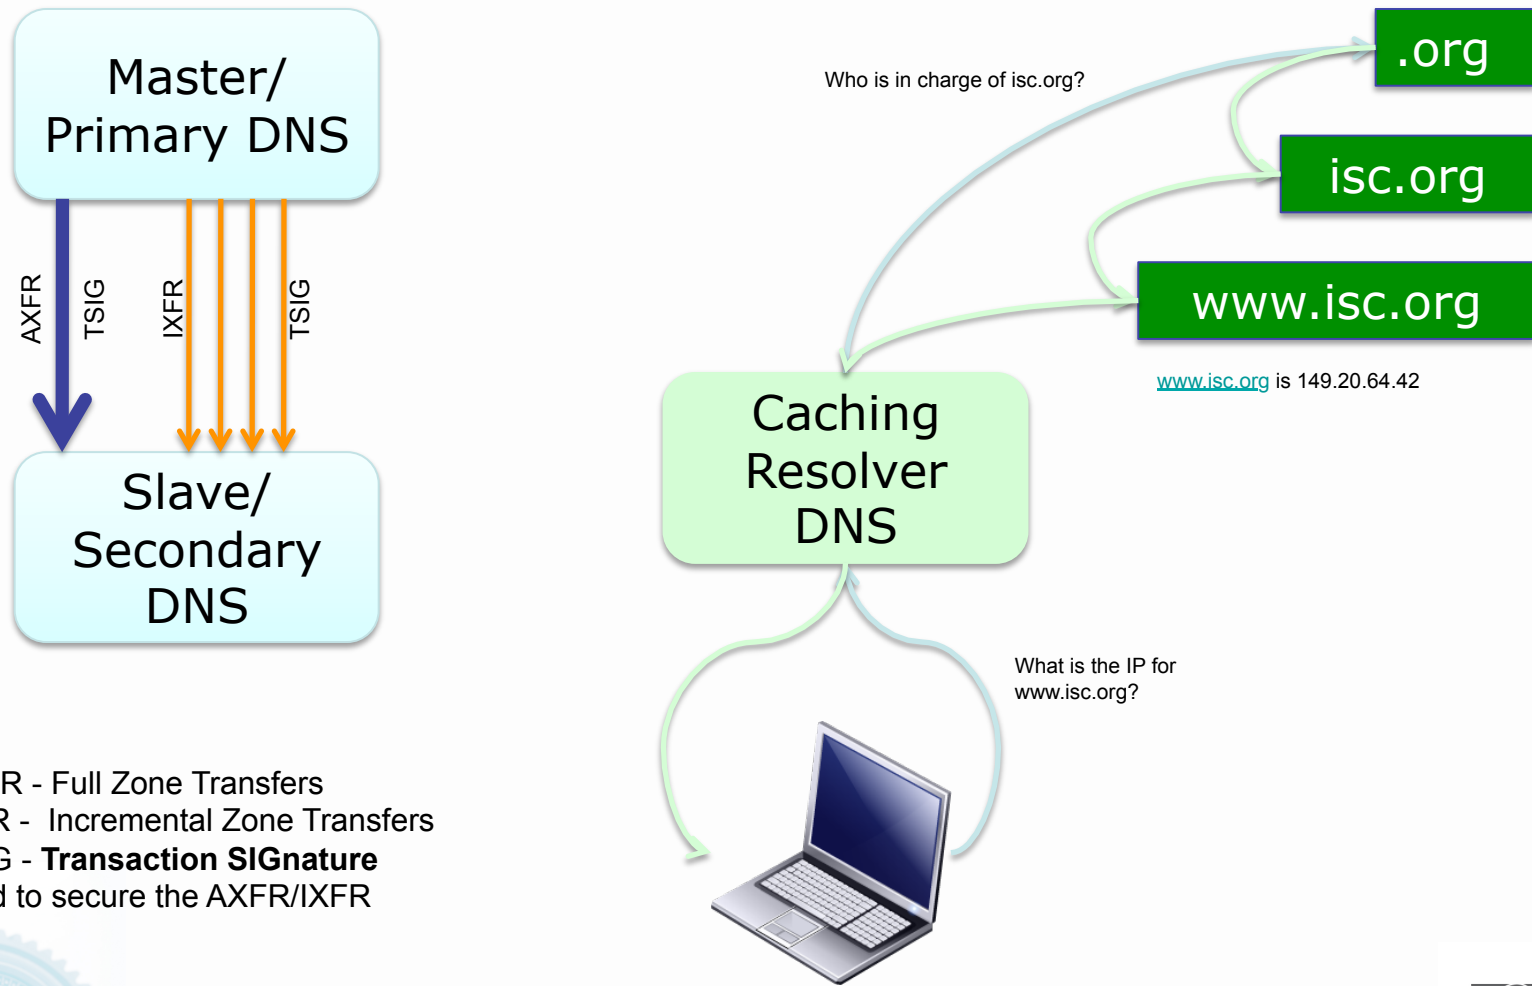 Master/
Primary DNS
AXFR
TSIG
IXFR
TSIG
Slave/
Secondary
DNS
R - Full Zone Transfers
R - Incremental Zone Transfers
G - Transaction SIGnature
d to secure the AXFR/IXFR
Who is in charge of isc.org?
.org
isc.org
www.isc.org
www.isc.org is 149.20.64.42
Caching
Resolver
DNS
What is the IP for
www.isc.org?